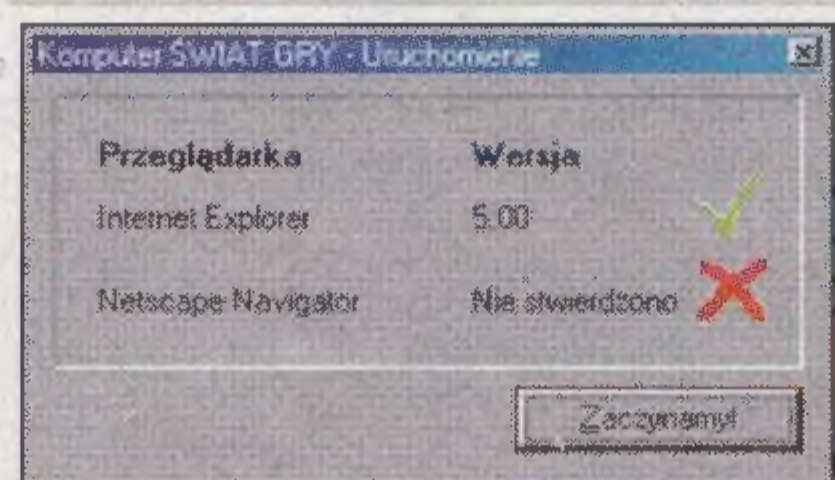 Komputer ŚWIAT GRY - Uruchomienie
Przeglądarka Wersja
Internet Explorer 5.00
Netscape Navigator Nie stwierdzono
Zaczynamy!